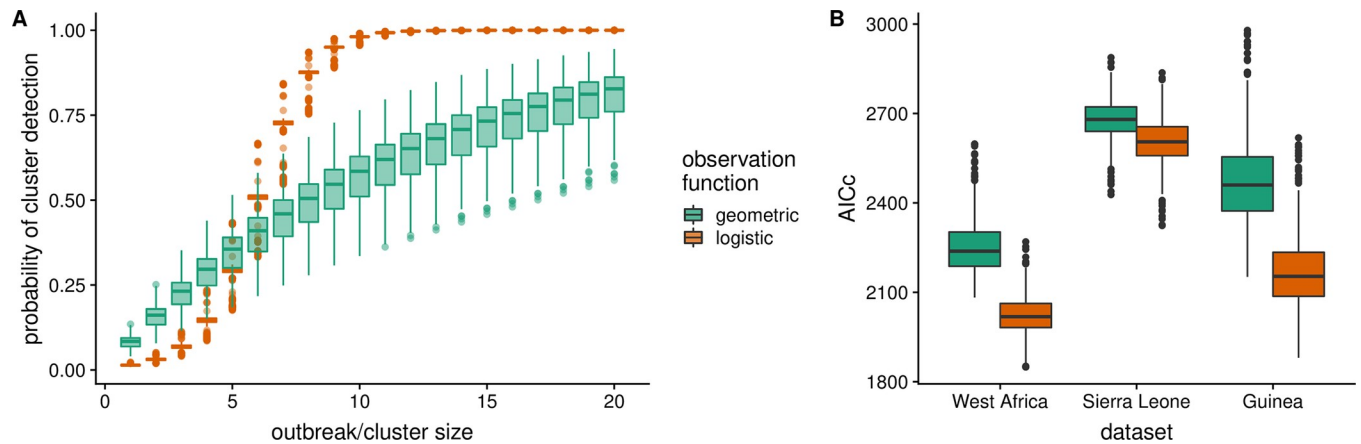 A
probability of cluster detection
1.00
0.75
0.50
0.25
0.00
0 5 10 15 20
outbreak/cluster size
observation
function
geometric
logistic
B
AICc
3000
2700
2400
2100
1800
West Africa Sierra Leone Guinea
dataset